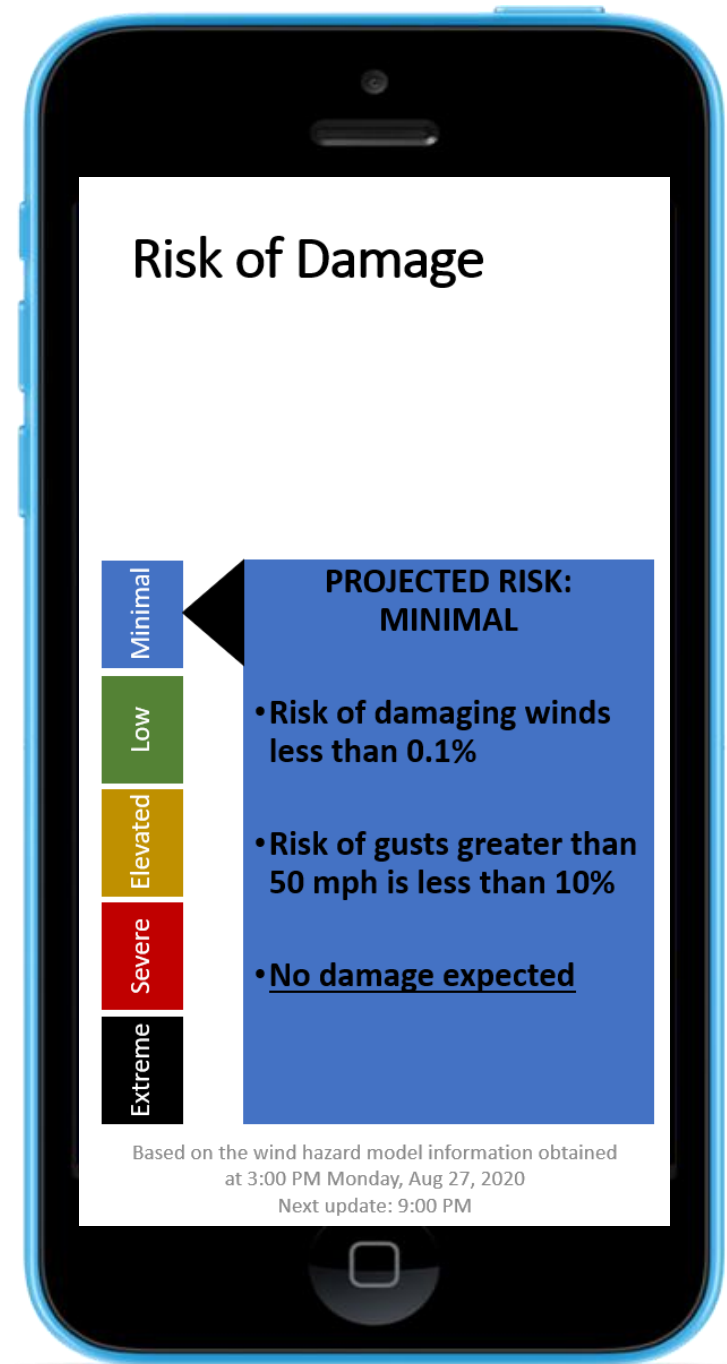 Risk of Damage
Minimal
Low
Elevated
Severe
Extreme
PROJECTED RISK:
MINIMAL
•Risk of damaging winds
less than 0.1%
•Risk of gusts greater than
50 mph is less than 10%
•No damage expected
Based on the wind hazard model information obtained
at 3:00 PM Monday, Aug 27, 2020
Next update: 9:00 PM